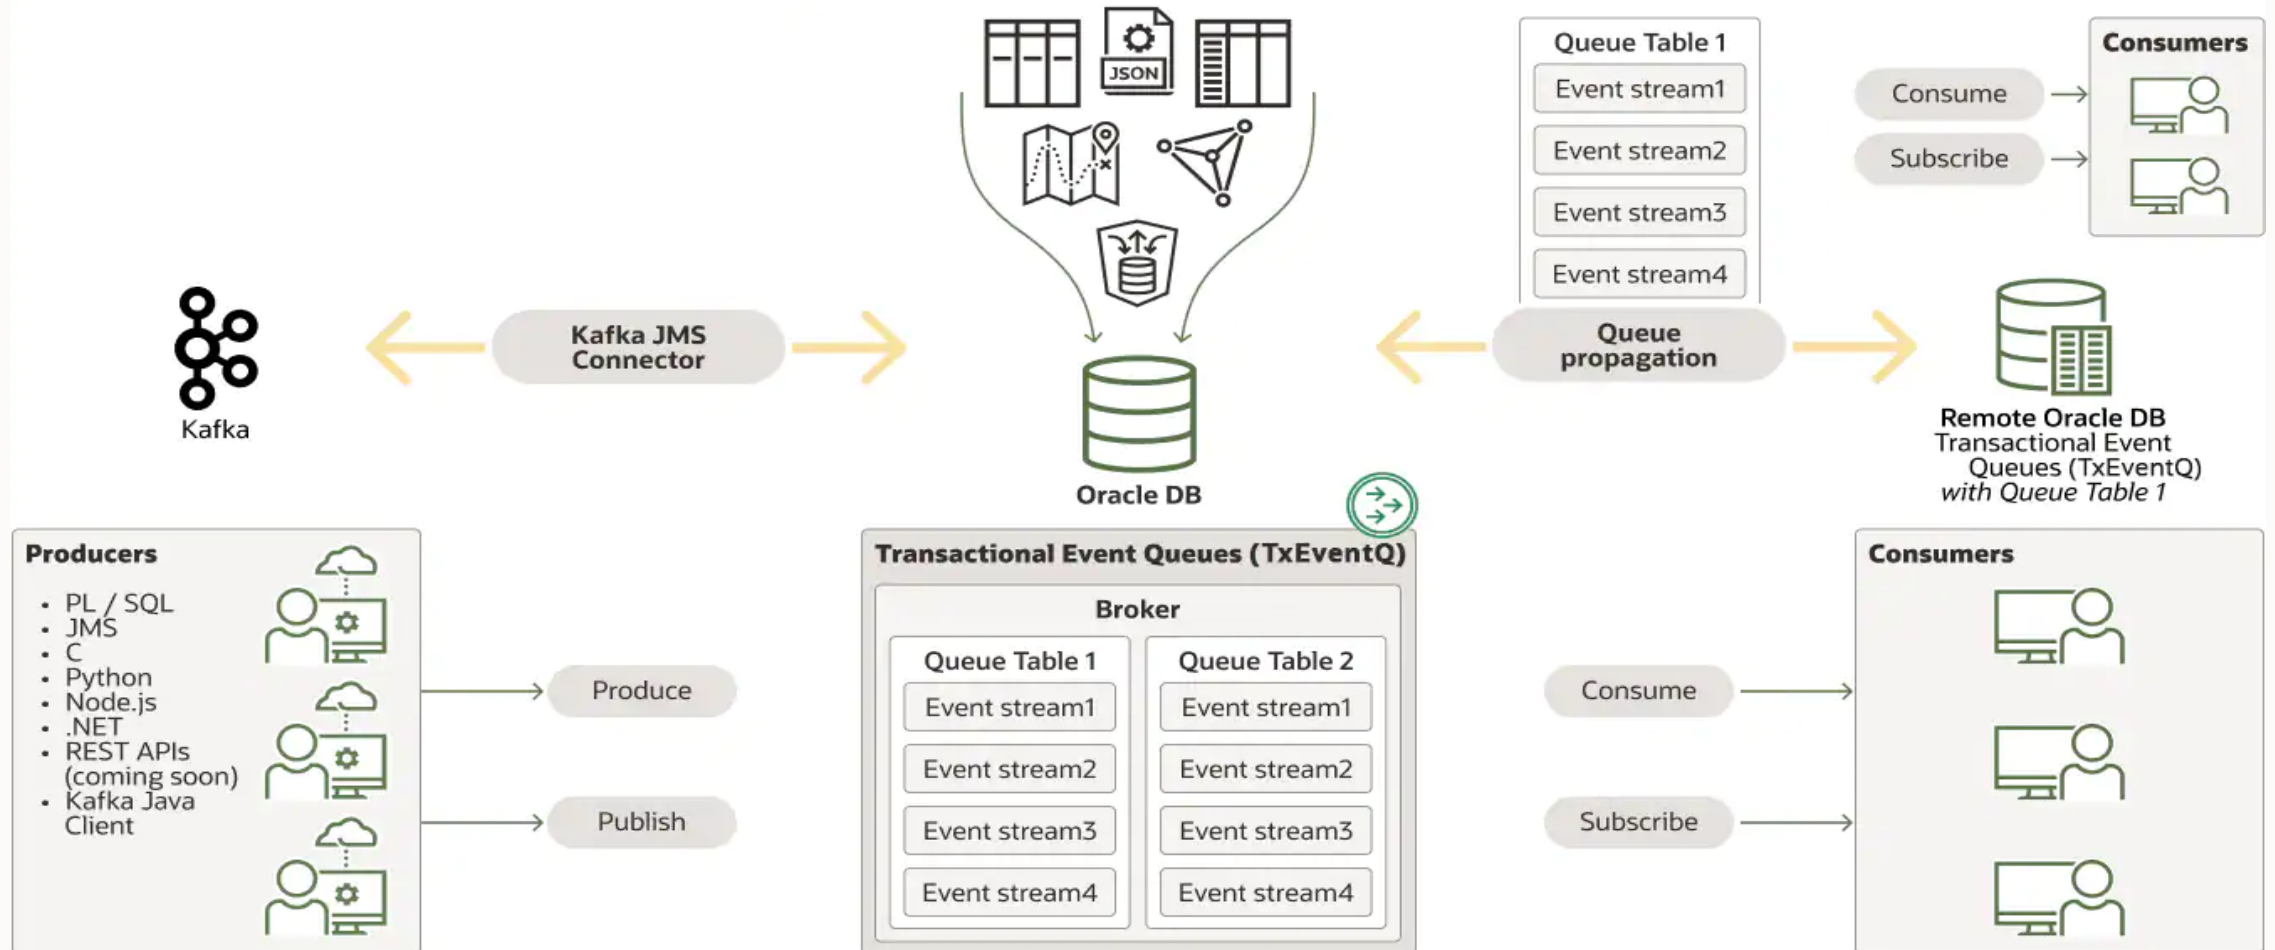 JSON
Queue Table 1
Event stream1
Event stream2
Event stream3
Event stream4
Consume
Subscribe
Consumers
Kafka
Kafka JMS
Connector
Oracle DB
Queue
propagation
Remote Oracle DB
Transactional Event
Queues (TxEventQ)
with Queue Table 1
Producers
• PL / SQL
• JMS
• C
• Python
• Node.js
• .NET
• REST APIs
(coming soon)
• Kafka Java
Client
Produce
Publish
Transactional Event Queues (TxEventQ)
Broker
Queue Table 1
Event stream1
Event stream2
Event stream3
Event stream4
Queue Table 2
Event stream1
Event stream2
Event stream3
Event stream4
Consume
Subscribe
Consumers